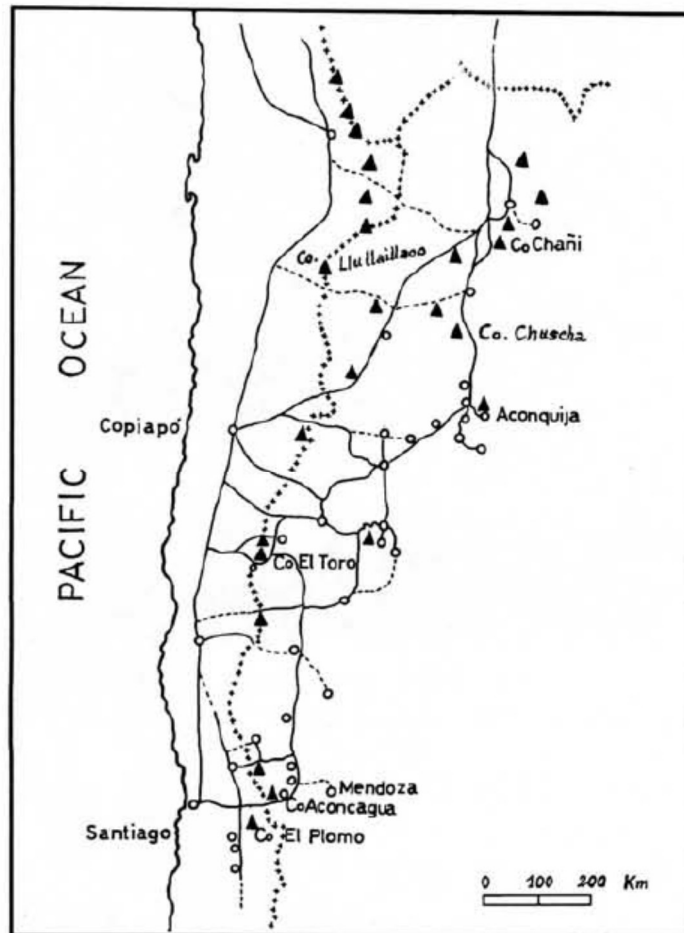 Co. Llullaillaco
Co Chañi
Co. Chuscha
PACIFIC OCEAN
Copiapó
Aconquija
Co El Toro
Mendoza
Co Aconcagua
Santiago
Co El Plomo
0 100 200 Km